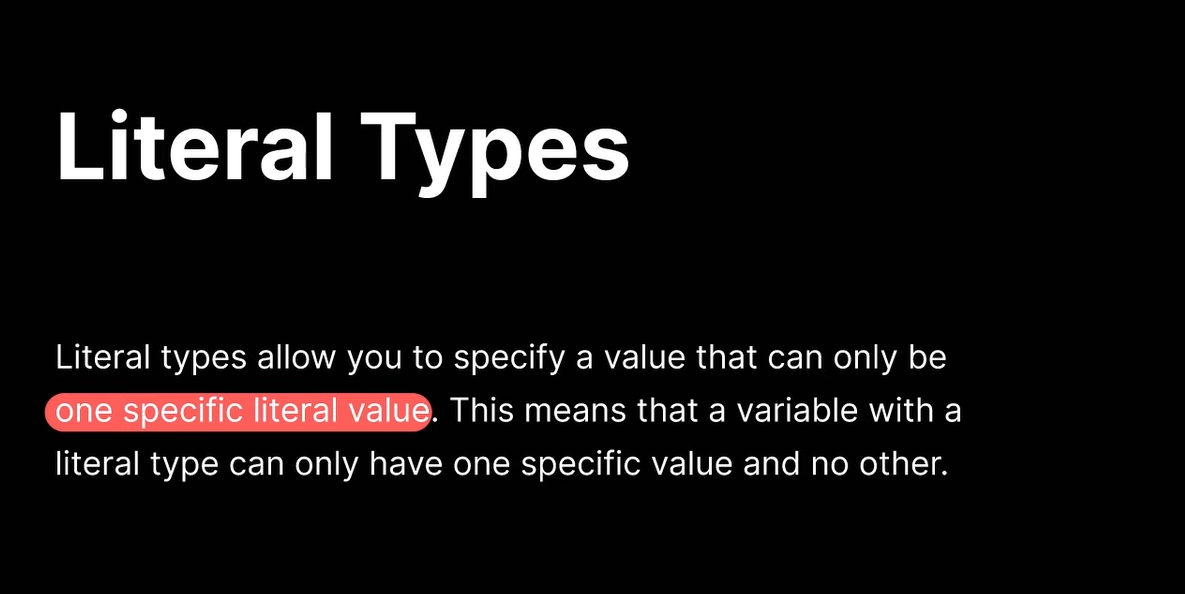 Literal Types
Literal types allow you to specify a value that can only be
one specific literal value. This means that a variable with a
literal type can only have one specific value and no other.